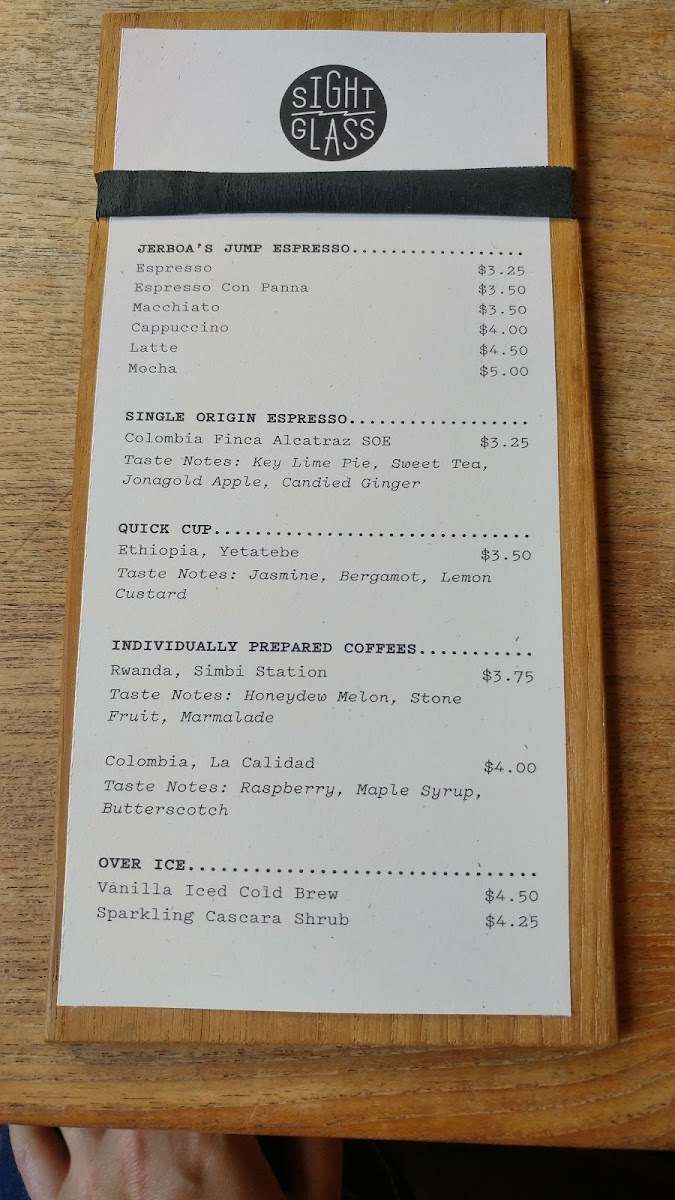 SIGHT
GLASS
JERBOA'S JUMP ESPRESSO..................
Espresso $3.25
Espresso Con Panna $3.50
Macchiato $3.50
Cappuccino $4.00
Latte $4.50
Mocha $5.00
SINGLE ORIGIN ESPRESSO..................
Colombia Finca Alcatraz SOE $3.25
Taste Notes: Key Lime Pie, Sweet Tea,
Jonagold Apple, Candied Ginger
QUICK CUP................................
Ethiopia, Yetatebe $3.50
Taste Notes: Jasmine, Bergamot, Lemon
Custard
INDIVIDUALLY PREPARED COFFEES...........
Rwanda, Simbi Station $3.75
Taste Notes: Honeydew Melon, Stone
Fruit, Marmalade
Colombia, La Calidad $4.00
Taste Notes: Raspberry, Maple Syrup,
Butterscotch
OVER ICE.................................
Vanilla Iced Cold Brew $4.50
Sparkling Cascara Shrub $4.25